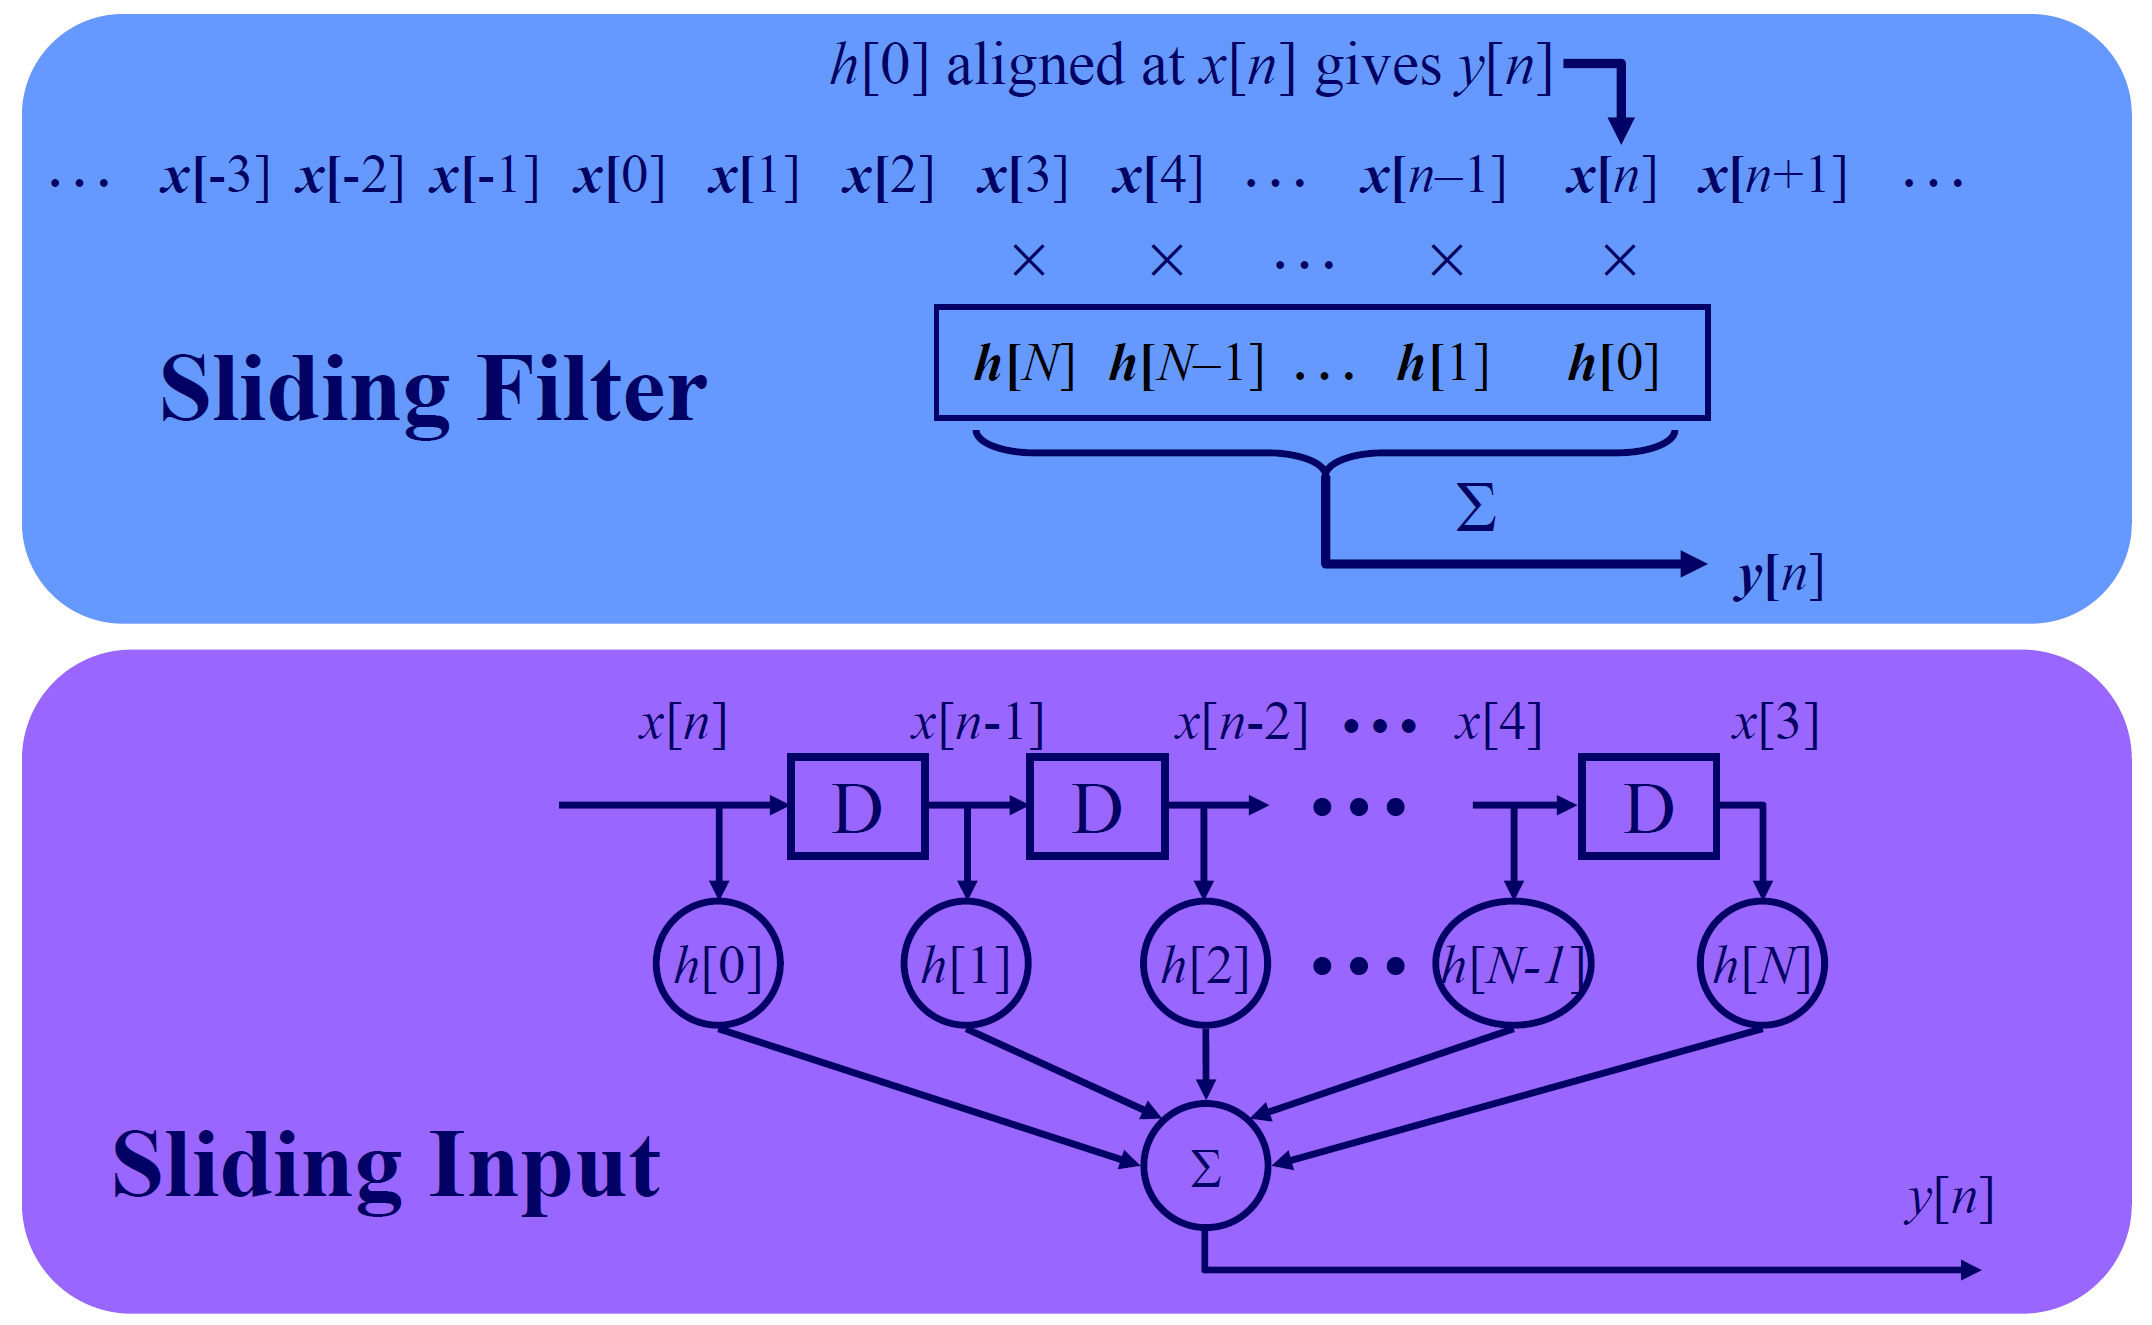 h[0] aligned at x[n] gives y[n]
… x[-3] x[-2] x[-1] x[0] x[1] x[2] x[3] x[4] … x[n–1] x[n] x[n+1] …
× × … × ×
h[N] h[N–1] … h[1] h[0]
Sliding Filter
Σ
y[n]
x[n] x[n-1] x[n-2] ••• x[4] x[3]
D D ••• D
h[0] h[1] h[2] ••• h[N-1] h[N]
Sliding Input
Σ
y[n]